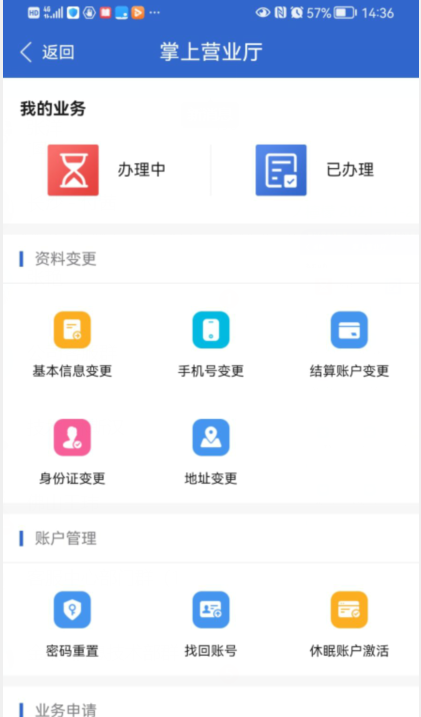 HD 4G 57% 14:36
返回 掌上营业厅
我的业务
办理中 已办理
资料变更
基本信息变更 手机号变更 结算账户变更
身份证变更 地址变更
账户管理
密码重置 找回账号 休眠账户激活
业务申请